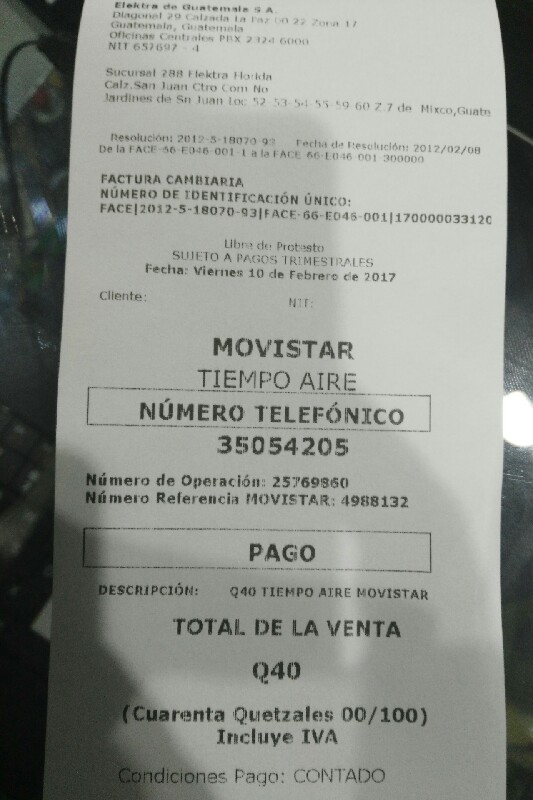 Elektra de Guatemala S A.
Diagonal 29 Calzada La Paz 00 22 Zona 17
Guatemala, Guatemala
Oficinas Centrales PBX 2324 6000
NIT 657697 - 4
Sucursal 288 Elektra Florida
Calz.San Juan Ctro Com No
Jardines de Sn Juan Loc 52-53-54-55-59-60 Z.7 de Mixco,Guate
Resolución: 2012-5-18070-93 Fecha de Resolución: 2012/02/08
De la FACE-66-E046-001-1 a la FACE-66-E046 001 300000
FACTURA CAMBIARIA
NÚMERO DE IDENTIFICACIÓN ÚNICO:
FACE|2012-5-18070-93|FACE-66-E046-001|170000033120
Libre de Protesto
SUJETO A PAGOS TRIMESTRALES
Fecha: Viernes 10 de Febrero de 2017
Cliente: NIT:
MOVISTAR
TIEMPO AIRE
NÚMERO TELEFÓNICO
35054205
Número de Operación: 25769860
Número Referencia MOVISTAR: 4988132
PAGO
DESCRIPCIÓN: Q40 TIEMPO AIRE MOVISTAR
TOTAL DE LA VENTA
Q40
(Cuarenta Quetzales 00/100)
Incluye IVA
Condiciones Pago: CONTADO